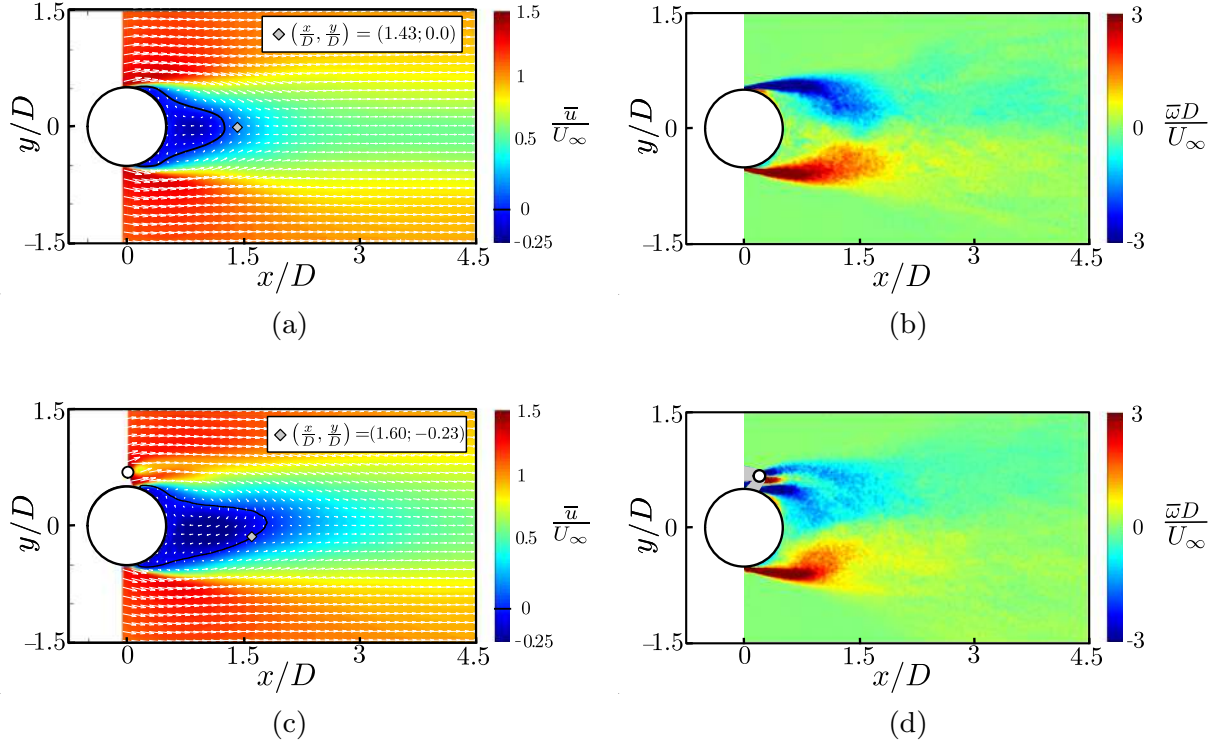 1.5
0
–1.5
y/D
0 1.5 3 4.5
x/D
(x/D, y/D) = (1.43; 0.0)
1.5
1
0.5
0
-0.25
u̅/U∞
(a)
1.5
0
–1.5
y/D
0 1.5 3 4.5
x/D
3
0
-3
ω̅D/U∞
(b)
1.5
0
–1.5
y/D
0 1.5 3 4.5
x/D
(x/D, y/D) =(1.60; −0.23)
1.5
1
0.5
0
-0.25
u̅/U∞
(c)
1.5
0
–1.5
y/D
0 1.5 3 4.5
x/D
3
0
-3
ω̅D/U∞
(d)